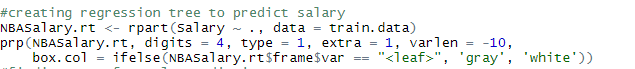 #creating regression tree to predict salary
NBASalary.rt <- rpart(Salary ~ ., data = train.data)
prp(NBASalary.rt, digits = 4, type = 1, extra = 1, varlen = -10,
box.col = ifelse(NBASalary.rt$frame$var == "<leaf>", 'gray', 'white'))